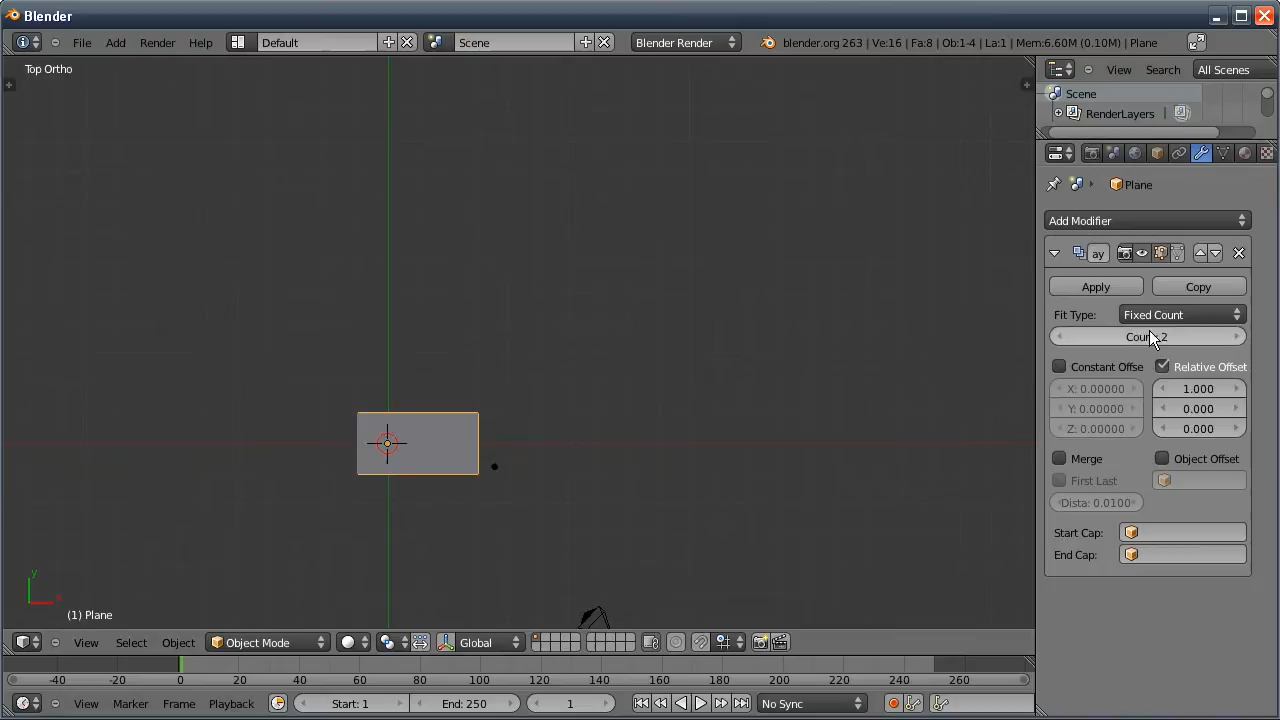 Blender
File Add Render Help Default Scene Blender Render blender.org 263 | Ve:16 | Fa:8 | Ob:1-4 | La:1 | Mem:6.60M (0.10M) | Plane
Top Ortho
View Search All Scenes
Scene
RenderLayers
Plane
Add Modifier
ay
Apply Copy
Fit Type: Fixed Count
2
Constant Offse Relative Offset
X: 0.00000 1.000
Y: 0.00000 0.000
Z: 0.00000 0.000
Merge Object Offset
First Last
Dista: 0.0100
Start Cap:
End Cap:
y
x
(1) Plane
View Select Object Object Mode Global
-40 -20 0 20 40 60 80 100 120 140 160 180 200 220 240 260
View Marker Frame Playback Start: 1 End: 250 1 No Sync